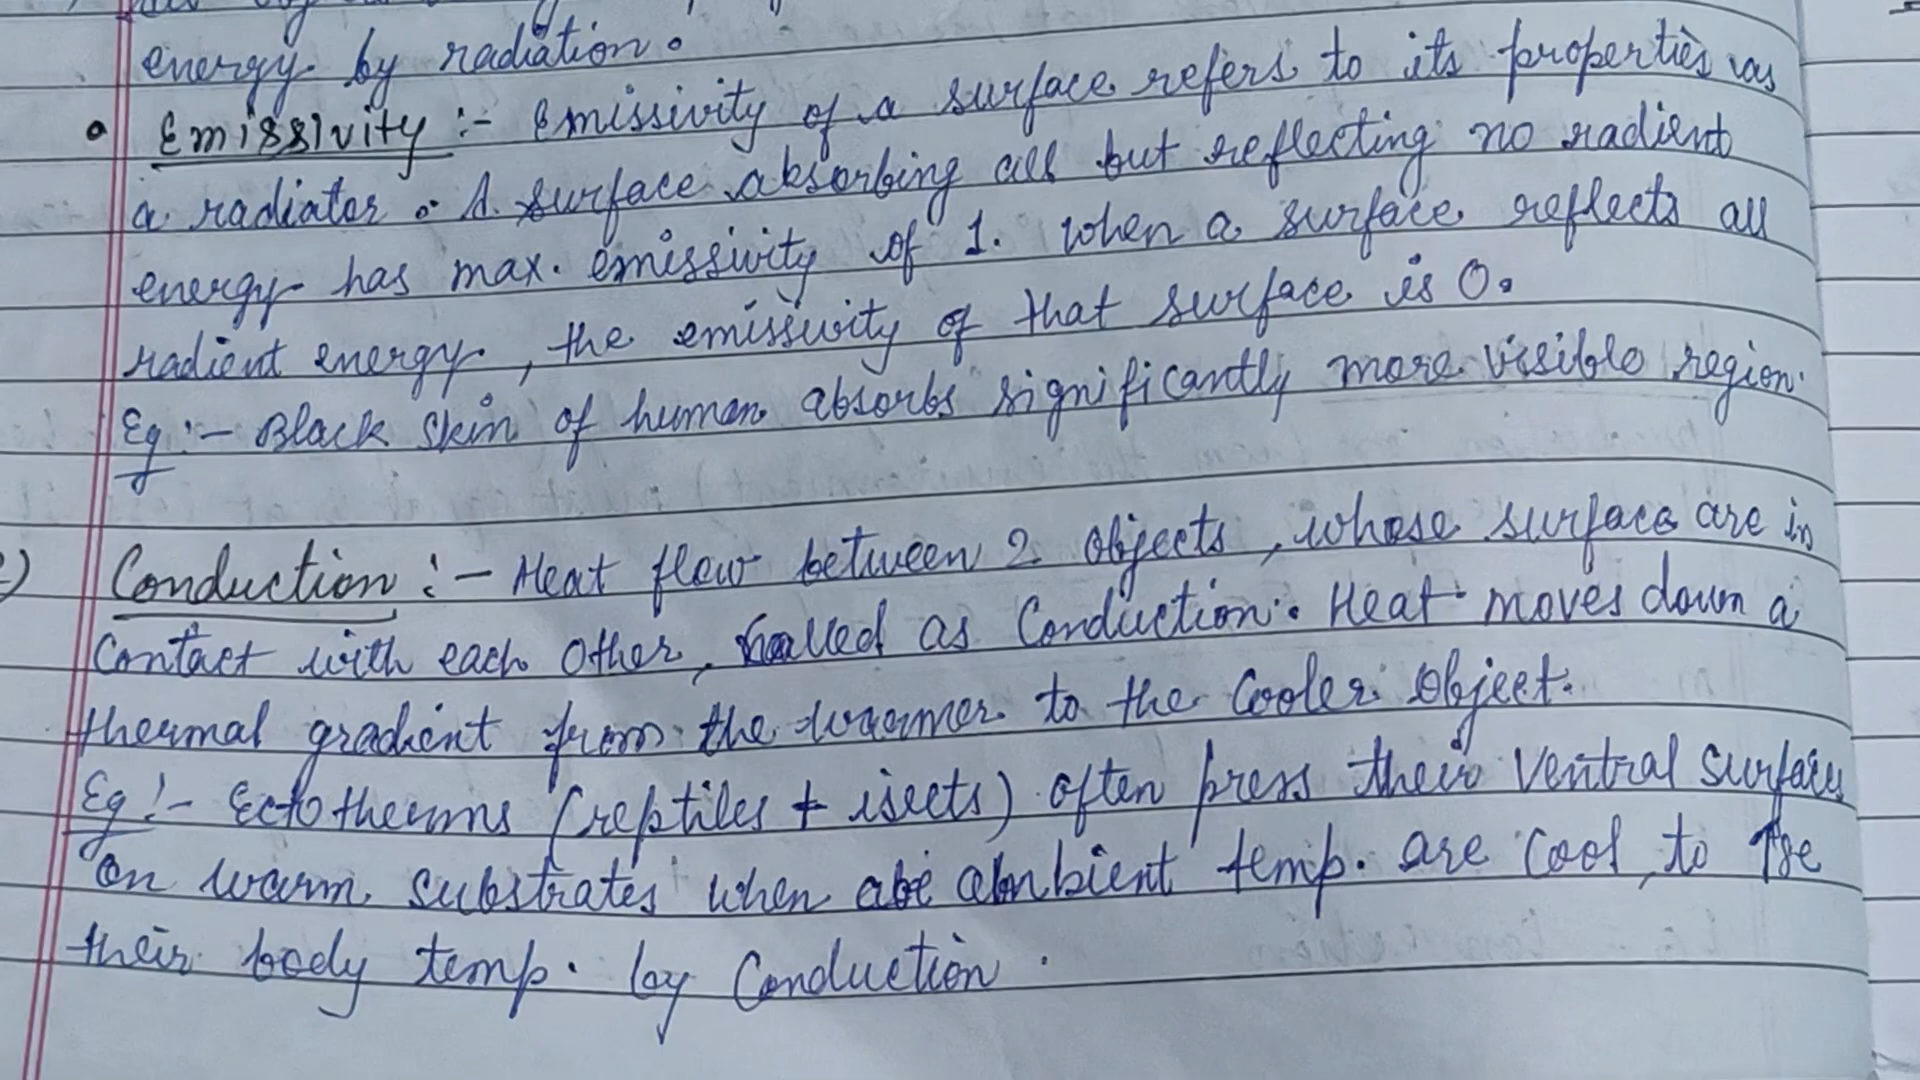 energy by radiation.
• Emissivity :- Emissivity of a surface refers to its properties as
a radiator. A surface absorbing all but reflecting no radient
energy has max. emissivity of 1. when a surface reflects all
radient energy, the emissivity of that surface is 0.
Eg :- Black skin of human absorbs significantly more visible region.
Conduction :- Heat flow between 2 objects, whose surface are in
Contact with each other, called as Conduction. Heat moves down a
thermal gradient from the warmer to the cooler object.
Eg :- Ectotherms (reptiles + isects) often press their ventral surfaces
on warm substrates when ambient temp. are cool, to
their body temp. by Conduction.